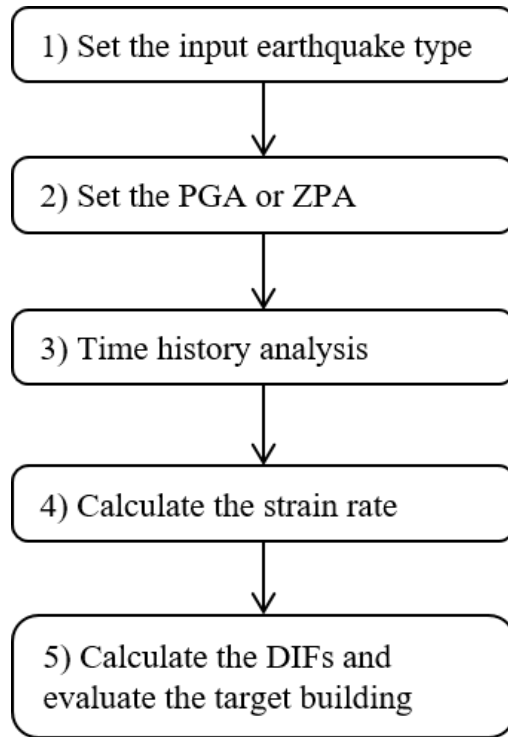 1) Set the input earthquake type
2) Set the PGA or ZPA
3) Time history analysis
4) Calculate the strain rate
5) Calculate the DIFs and
evaluate the target building